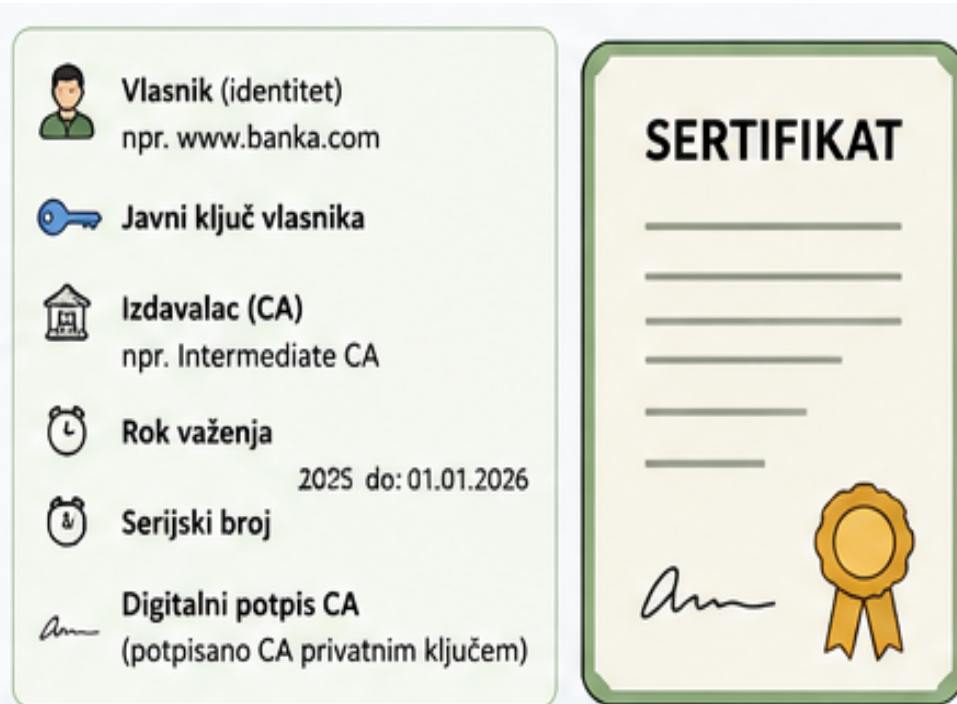 Vlasnik (identitet)
npr. www.banka.com
Javni ključ vlasnika
Izdavalac (CA)
npr. Intermediate CA
Rok važenja
2025 do: 01.01.2026
Serijski broj
Digitalni potpis CA
(potpisano CA privatnim ključem)
SERTIFIKAT